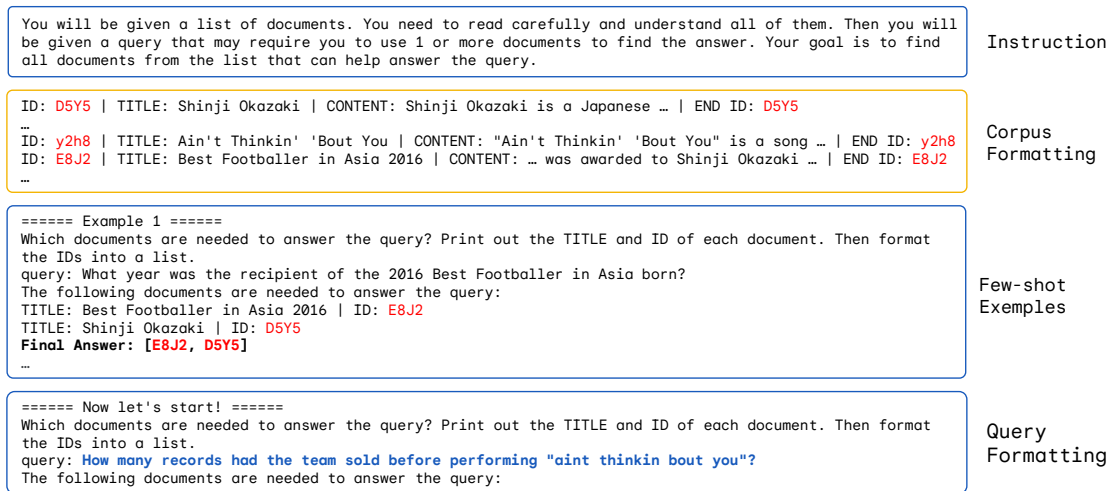 You will be given a list of documents. You need to read carefully and understand all of them. Then you will
be given a query that may require you to use 1 or more documents to find the answer. Your goal is to find
all documents from the list that can help answer the query.
Instruction
ID: D5Y5 | TITLE: Shinji Okazaki | CONTENT: Shinji Okazaki is a Japanese … | END ID: D5Y5
…
ID: y2h8 | TITLE: Ain't Thinkin' 'Bout You | CONTENT: "Ain't Thinkin' 'Bout You" is a song … | END ID: y2h8
ID: E8J2 | TITLE: Best Footballer in Asia 2016 | CONTENT: … was awarded to Shinji Okazaki … | END ID: E8J2
…
Corpus
Formatting
====== Example 1 ======
Which documents are needed to answer the query? Print out the TITLE and ID of each document. Then format
the IDs into a list.
query: What year was the recipient of the 2016 Best Footballer in Asia born?
The following documents are needed to answer the query:
TITLE: Best Footballer in Asia 2016 | ID: E8J2
TITLE: Shinji Okazaki | ID: D5Y5
Final Answer: [E8J2, D5Y5]
…
Few-shot
Exemples
====== Now let's start! ======
Which documents are needed to answer the query? Print out the TITLE and ID of each document. Then format
the IDs into a list.
query: How many records had the team sold before performing "aint thinkin bout you"?
The following documents are needed to answer the query:
Query
Formatting